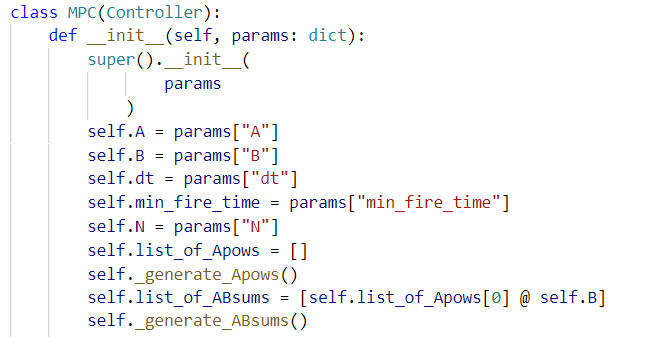 class MPC(Controller):
    def __init__(self, params: dict):
        super().__init__(
                params
            )
        self.A = params["A"]
        self.B = params["B"]
        self.dt = params["dt"]
        self.min_fire_time = params["min_fire_time"]
        self.N = params["N"]
        self.list_of_Apows = []
        self._generate_Apows()
        self.list_of_ABsums = [self.list_of_Apows[0] @ self.B]
        self._generate_ABsums()